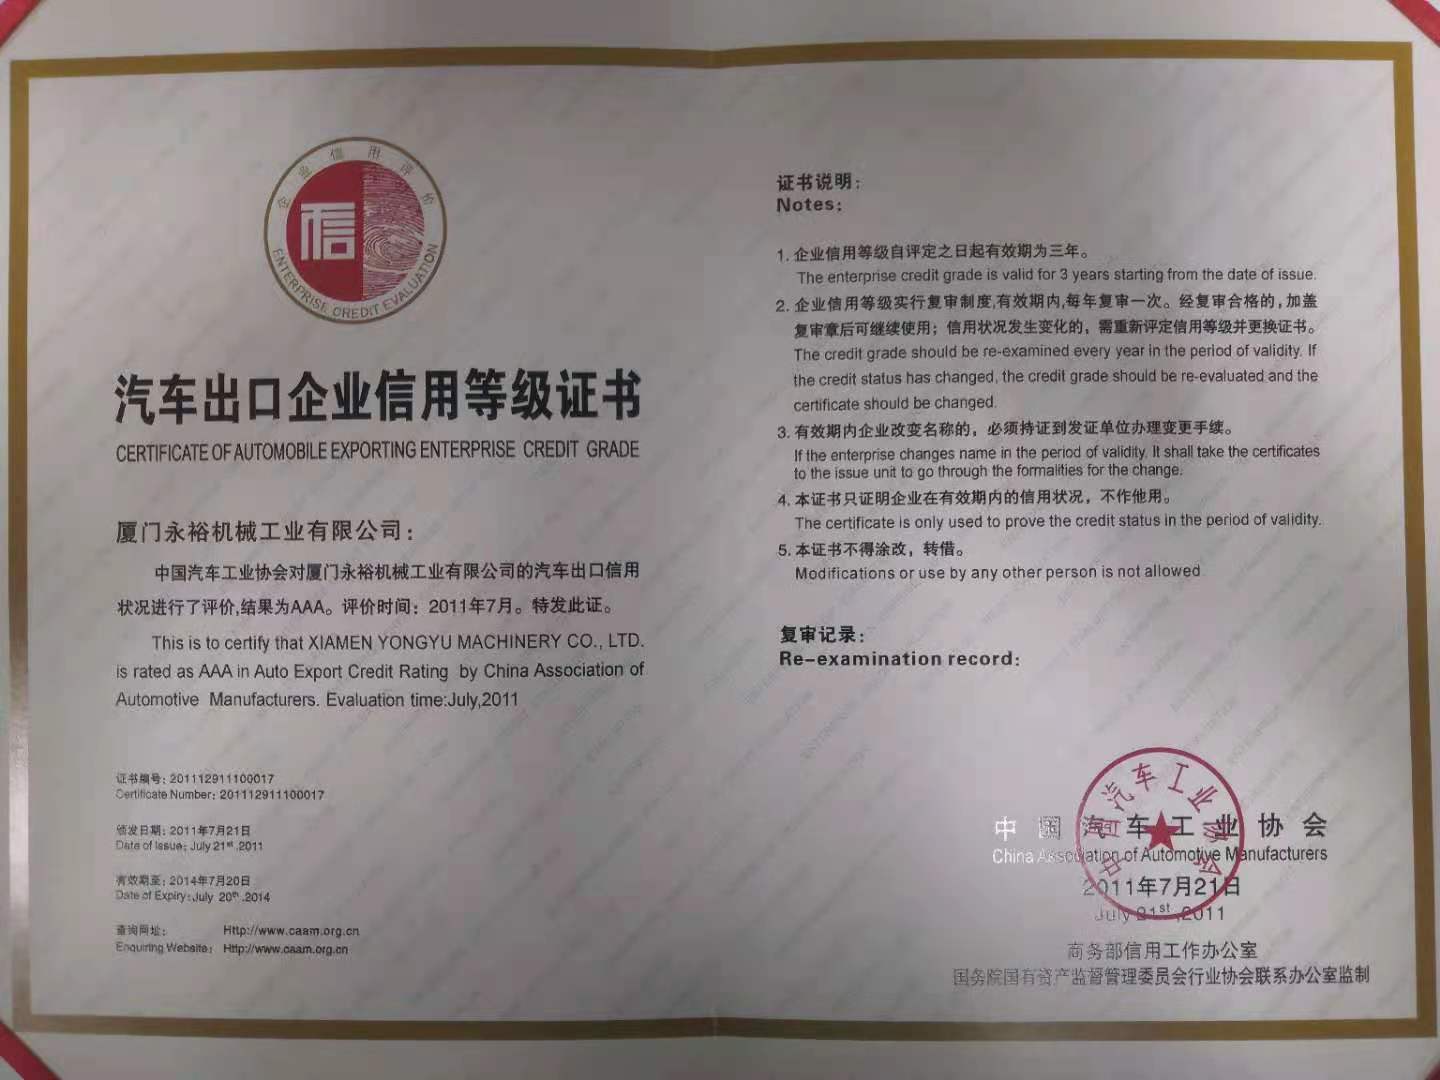 企业信用评价
信
ENTERPRISE CREDIT EVALUATION
汽车出口企业信用等级证书
CERTIFICATE OF AUTOMOBILE EXPORTING ENTERPRISE CREDIT GRADE
厦门永裕机械工业有限公司：
中国汽车工业协会对厦门永裕机械工业有限公司的汽车出口信用
状况进行了评价,结果为AAA。评价时间：2011年7月。特发此证。
This is to certify that XIAMEN YONGYU MACHINERY CO., LTD.
is rated as AAA in Auto Export Credit Rating by China Association of
Automotive Manufacturers. Evaluation time:July,2011
证书编号：201112911100017
Certificate Number: 201112911100017
颁发日期：2011年7月21日
Date of Issue: July 21st .2011
有效期至：2014年7月20日
Date of Expiry:July 20th .2014
查询网址： Http://www.caam.org.cn
Enquiring Website: Http://www.caam.org.cn
证书说明：
Notes:
1. 企业信用等级自评定之日起有效期为三年。
The enterprise credit grade is valid for 3 years starting from the date of issue.
2. 企业信用等级实行复审制度,有效期内,每年复审一次。经复审合格的，加盖
复审章后可继续使用；信用状况发生变化的，需重新评定信用等级并更换证书。
The credit grade should be re-examined every year in the period of validity. If
the credit status has changed, the credit grade should be re-evaluated and the
certificate should be changed.
3. 有效期内企业改变名称的，必须持证到发证单位办理变更手续。
If the enterprise changes name in the period of validity. It shall take the certificates
to the issue unit to go through the formalities for the change.
4. 本证书只证明企业在有效期内的信用状况，不作他用。
The certificate is only used to prove the credit status in the period of validity.
5. 本证书不得涂改，转借。
Modifications or use by any other person is not allowed
复审记录：
Re-examination record:
中国汽车工业协会
中国汽车工业协会
China Association of Automotive Manufacturers
2011年7月21日
July 21st ,2011
商务部信用工作办公室
国务院国有资产监督管理委员会行业协会联系办公室监制